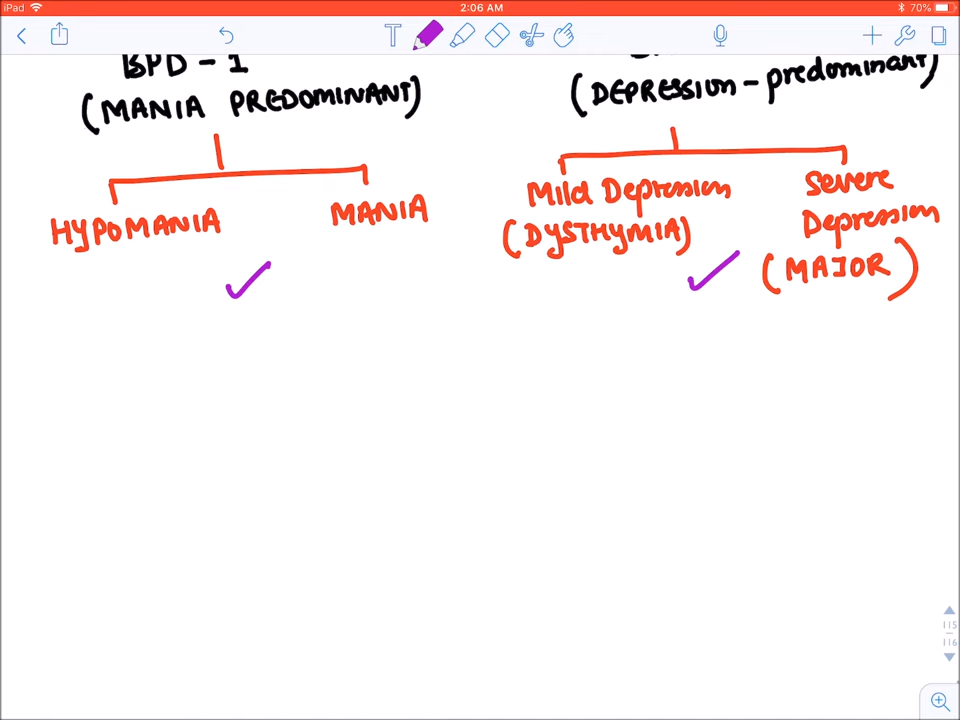 iPad 2:06 AM 70%
T
BPD - 1
(MANIA PREDOMINANT)
HYPOMANIA
MANIA
(DEPRESSION - predominant)
Mild Depression
(DYSTHYMIA)
Severe
Depression
(MAJOR)
115
116